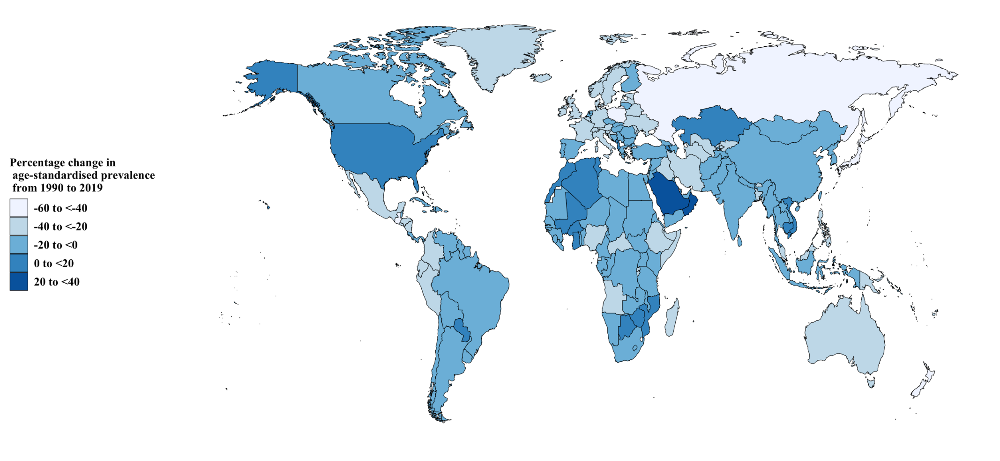 Percentage change in
age-standardised prevalence
from 1990 to 2019
-60 to <-40
-40 to <-20
-20 to <0
0 to <20
20 to <40